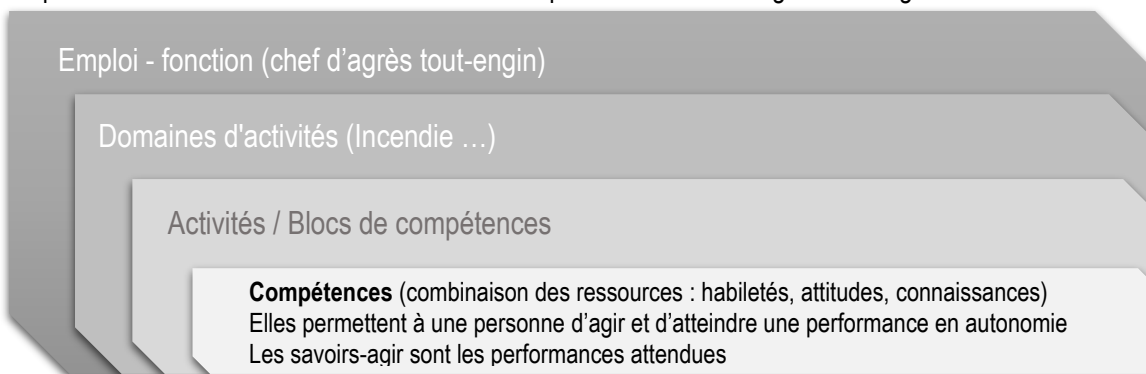 Emploi - fonction (chef d’agrès tout-engin)
Domaines d'activités (Incendie …)
Activités / Blocs de compétences
Compétences (combinaison des ressources : habiletés, attitudes, connaissances)
Elles permettent à une personne d’agir et d’atteindre une performance en autonomie
Les savoirs-agir sont les performances attendues